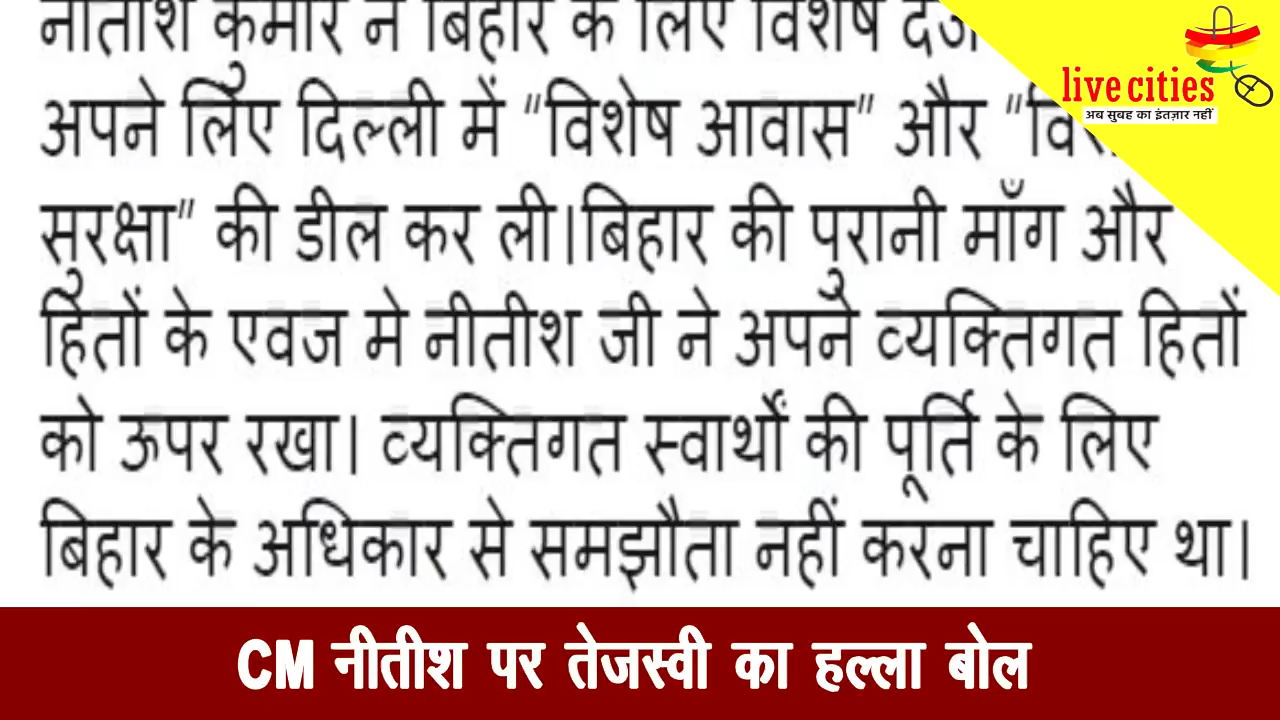 नीतीश कुमार ने बिहार के लिए विशेष
अपने लिए दिल्ली में “विशेष आवास” और
सुरक्षा” की डील कर ली।बिहार की पुरानी माँग और
हितों के एवज मे नीतीश जी ने अपने व्यक्तिगत हितों
को ऊपर रखा। व्यक्तिगत स्वार्थों की पूर्ति के लिए
बिहार के अधिकार से समझौता नहीं करना चाहिए था।
live cities
अब सुबह का इंतज़ार नहीं
CM नीतीश पर तेजस्वी का हल्ला बोल